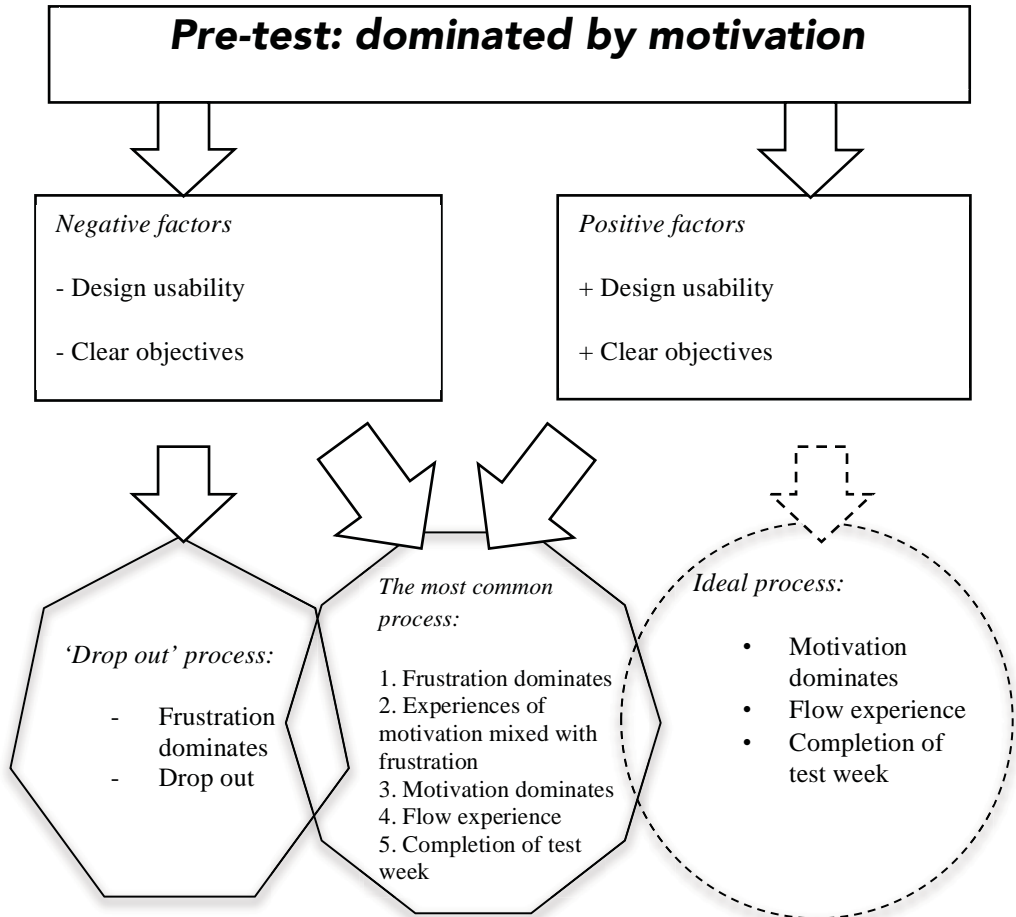 Pre-test: dominated by motivation
Negative factors
- Design usability
- Clear objectives
Positive factors
+ Design usability
+ Clear objectives
‘Drop out’ process:
- Frustration
dominates
- Drop out
The most common
process:
1. Frustration dominates
2. Experiences of
motivation mixed with
frustration
3. Motivation dominates
4. Flow experience
5. Completion of test
week
Ideal process:
• Motivation
dominates
• Flow experience
• Completion of
test week